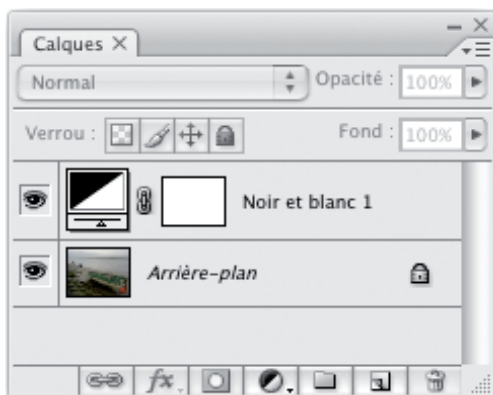 Calques ×
Normal Opacité : 100%
Verrou : Fond : 100%
Noir et blanc 1
Arrière-plan
fx